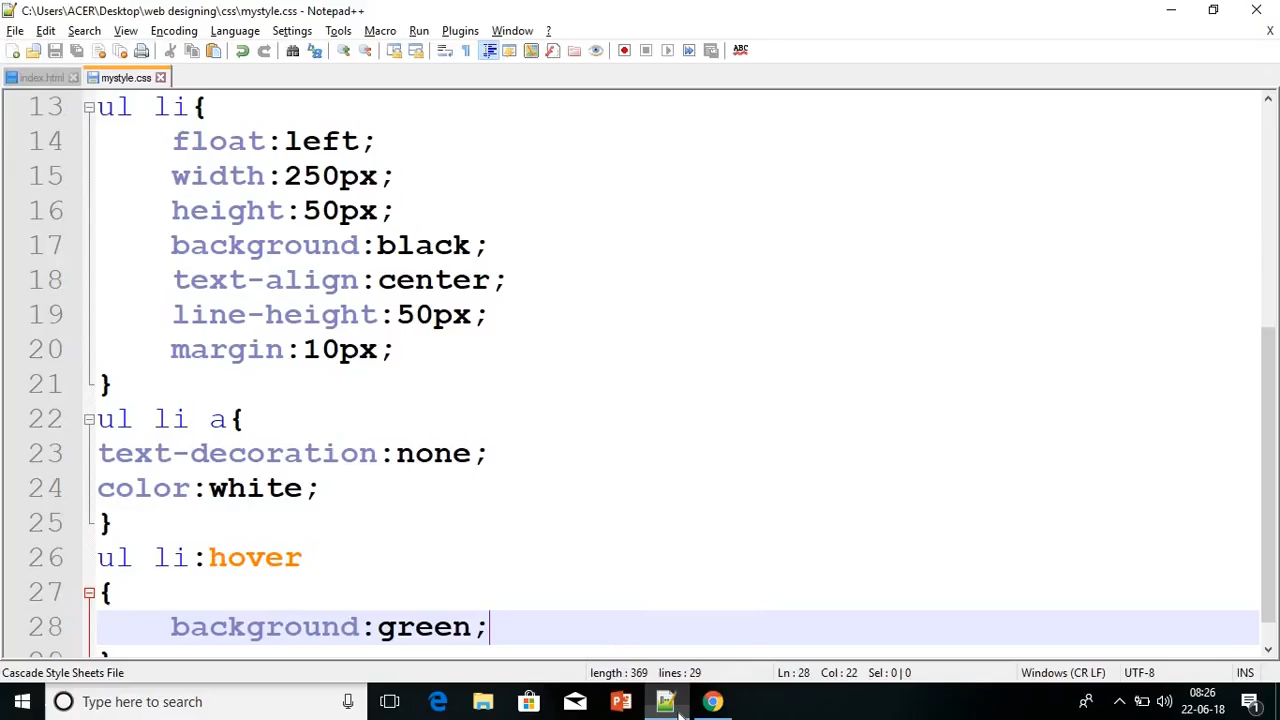 C:\Users\ACER\Desktop\web designing\css\mystyle.css - Notepad++
File Edit Search View Encoding Language Settings Tools Macro Run Plugins Window ? X
ABC
index.html mystyle.css
13 ul li{
14 float:left;
15 width:250px;
16 height:50px;
17 background:black;
18 text-align:center;
19 line-height:50px;
20 margin:10px;
21 }
22 ul li a{
23 text-decoration:none;
24 color:white;
25 }
26 ul li:hover
27 {
28 background:green;
Cascade Style Sheets File length : 369 lines : 29 Ln : 28 Col : 22 Sel : 0 | 0 Windows (CR LF) UTF-8 INS
Type here to search
08:26
22-06-18
1